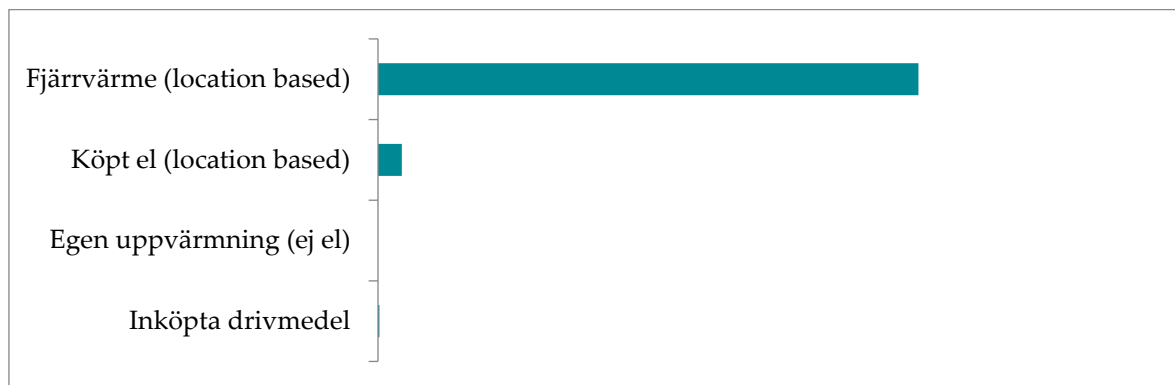 Fjärrvärme (location based)
Köpt el (location based)
Egen uppvärmning (ej el)
Inköpta drivmedel